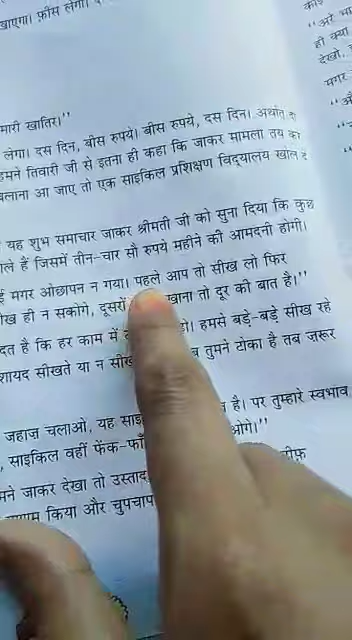 खाएगा। फ़ीस लेगा।
"अरे
ही क्या
देखो,
मगर
मारी खातिर।"
लेगा। दस दिन, बीस रुपये। बीस रुपये, दस दिन। अर्थात
हमने तिवारी जी से इतना ही कहा कि जाकर मामला तय
चलाना आ जाए तो एक साइकिल प्रशिक्षण विद्यालय खोल
यह शुभ समाचार जाकर श्रीमती जी को सुना दिया कि कुछ
ले हैं जिसमें तीन-चार सौ रुपये महीने की आमदनी होगी।
मगर ओछापन न गया। पहले आप तो सीख लो फिर
ीख ही न सकोगे, दूसरों खाना तो दूर की बात है।"
दत है कि हर काम में हो। हमसे बड़े-बड़े सीख रहे
शायद सीखते या न सीख तुमने टोका है तब जरूर
जहाज़ चलाओ, यह साइ है। पर तुम्हारे स्वभाव
, साइकिल वहीं फेंक-फाँ ओगे।"
मने जाकर देखा तो उस्ताद
किया और चुपचाप